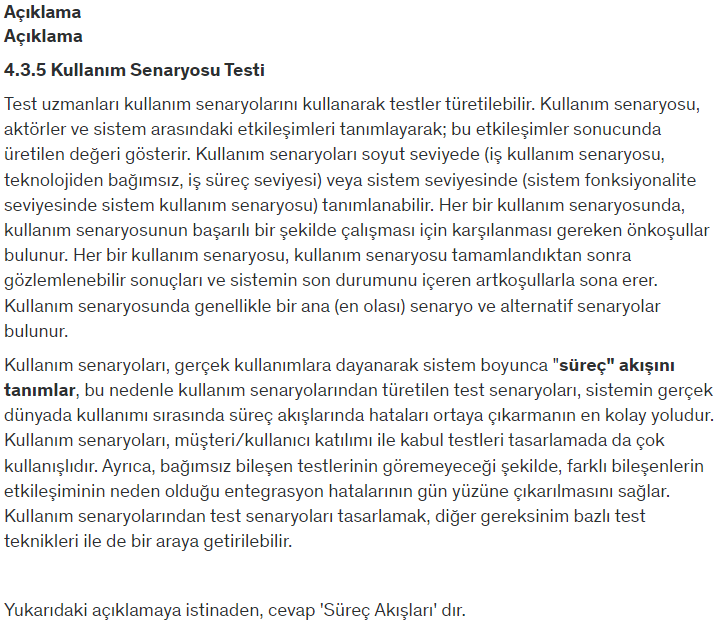 Açıklama
Açıklama
4.3.5 Kullanım Senaryosu Testi
Test uzmanları kullanım senaryolarını kullanarak testler türetilebilir. Kullanım senaryosu,
aktörler ve sistem arasındaki etkileşimleri tanımlayarak; bu etkileşimler sonucunda
üretilen değeri gösterir. Kullanım senaryoları soyut seviyede (iş kullanım senaryosu,
teknolojiden bağımsız, iş süreç seviyesi) veya sistem seviyesinde (sistem fonksiyonalite
seviyesinde sistem kullanım senaryosu) tanımlanabilir. Her bir kullanım senaryosunda,
kullanım senaryosunun başarılı bir şekilde çalışması için karşılanması gereken önkoşullar
bulunur. Her bir kullanım senaryosu, kullanım senaryosu tamamlandıktan sonra
gözlemlenebilir sonuçları ve sistemin son durumunu içeren artkoşullarla sona erer.
Kullanım senaryosunda genellikle bir ana (en olası) senaryo ve alternatif senaryolar
bulunur.
Kullanım senaryoları, gerçek kullanımlara dayanarak sistem boyunca "süreç" akışını
tanımlar, bu nedenle kullanım senaryolarından türetilen test senaryoları, sistemin gerçek
dünyada kullanımı sırasında süreç akışlarında hataları ortaya çıkarmanın en kolay yoludur.
Kullanım senaryoları, müşteri/kullanıcı katılımı ile kabul testleri tasarlamada da çok
kullanışlıdır. Ayrıca, bağımsız bileşen testlerinin göremeyeceği şekilde, farklı bileşenlerin
etkileşiminin neden olduğu entegrasyon hatalarının gün yüzüne çıkarılmasını sağlar.
Kullanım senaryolarından test senaryoları tasarlamak, diğer gereksinim bazlı test
teknikleri ile de bir araya getirilebilir.
Yukarıdaki açıklamaya istinaden, cevap 'Süreç Akışları' dır.